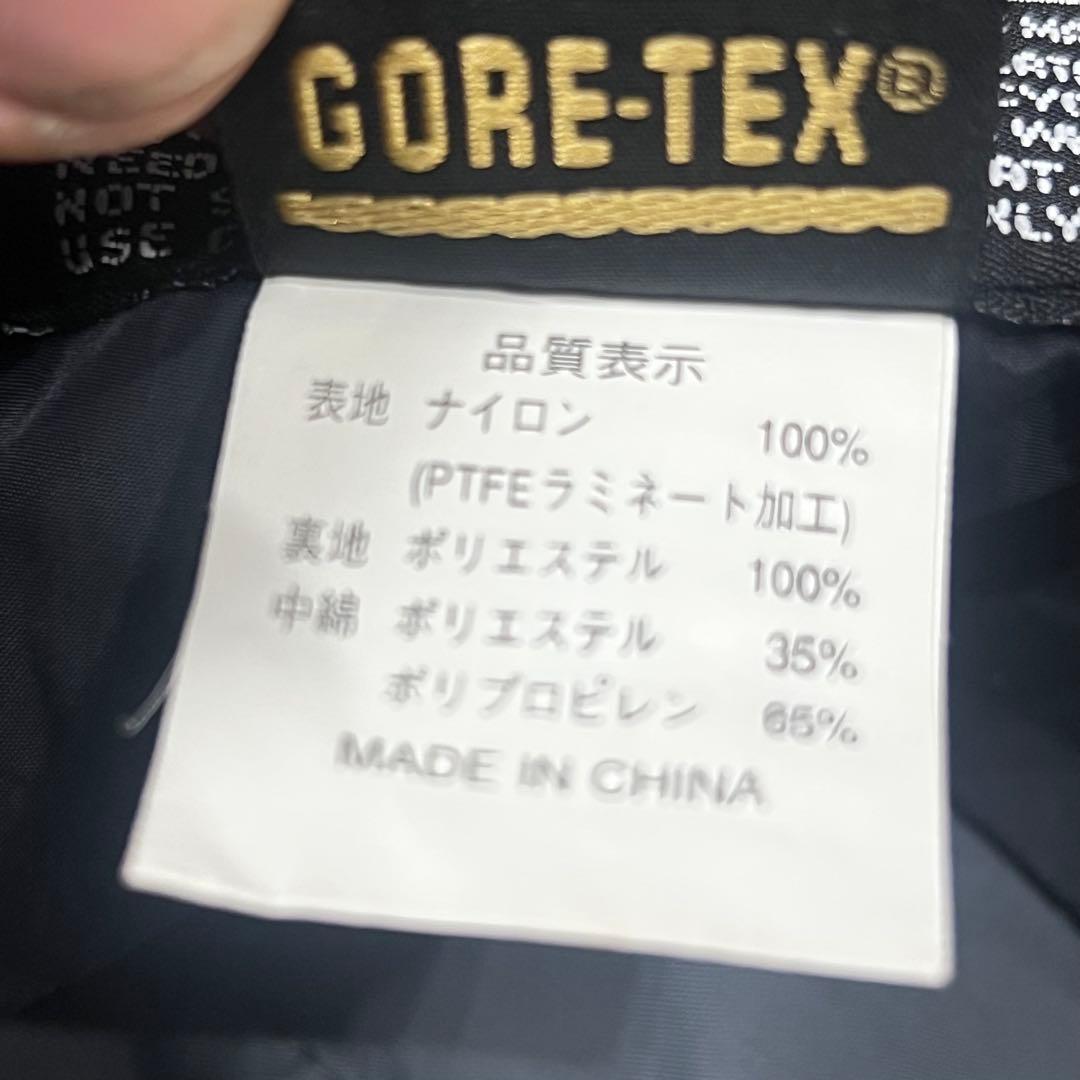 GORE-TEX®
NEED
NOT
USE
品質表示
表地 ナイロン 100%
(PTFEラミネート加工)
裏地 ポリエステル 100%
中綿 ポリエステル 35%
ポリプロピレン 65%
MADE IN CHINA